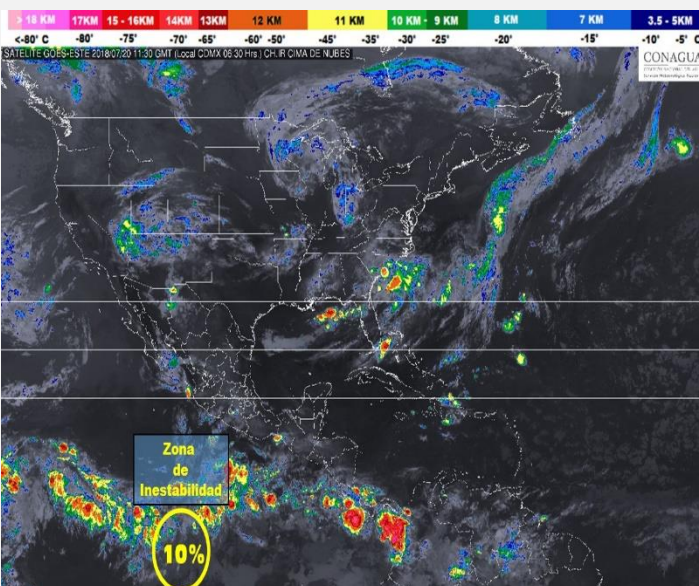 > 18 KM 17KM 15 - 16KM 14KM 13KM 12 KM 11 KM 10 KM - 9 KM 8 KM 7 KM 3.5-5KM
<-80° C -80° -75° -70° -65° -60° -50° -45° -35° -30° -25° -20° -15° -10° -5° C
SATELITE GOES-ESTE 2018/07/20 11:30 GMT (Local CDMX 06:30 Hrs.) CH.IR CIMA DE NUBES
CONAGUA
Zona
de
Inestabilidad
10%